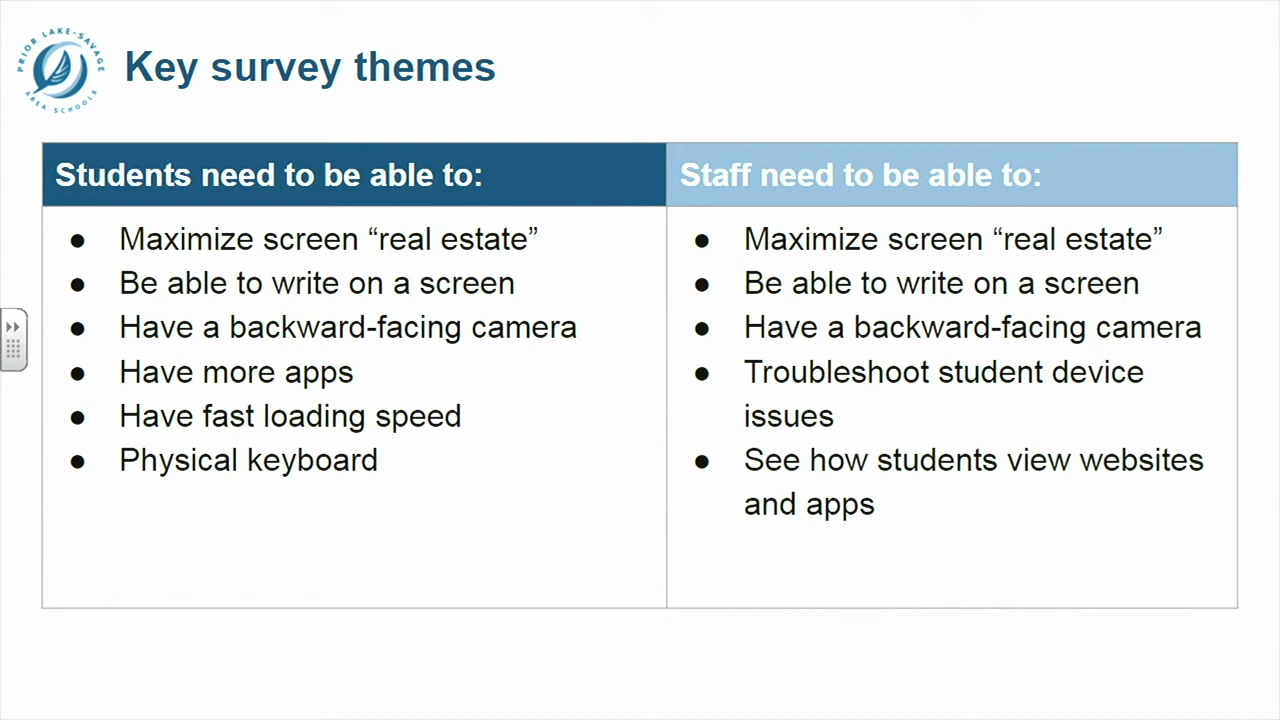 PRIOR LAKE-SAVAGE
AREA SCHOOLS
Key survey themes
Students need to be able to:
● Maximize screen “real estate”
● Be able to write on a screen
● Have a backward-facing camera
● Have more apps
● Have fast loading speed
● Physical keyboard
Staff need to be able to:
● Maximize screen “real estate”
● Be able to write on a screen
● Have a backward-facing camera
● Troubleshoot student device
issues
● See how students view websites
and apps